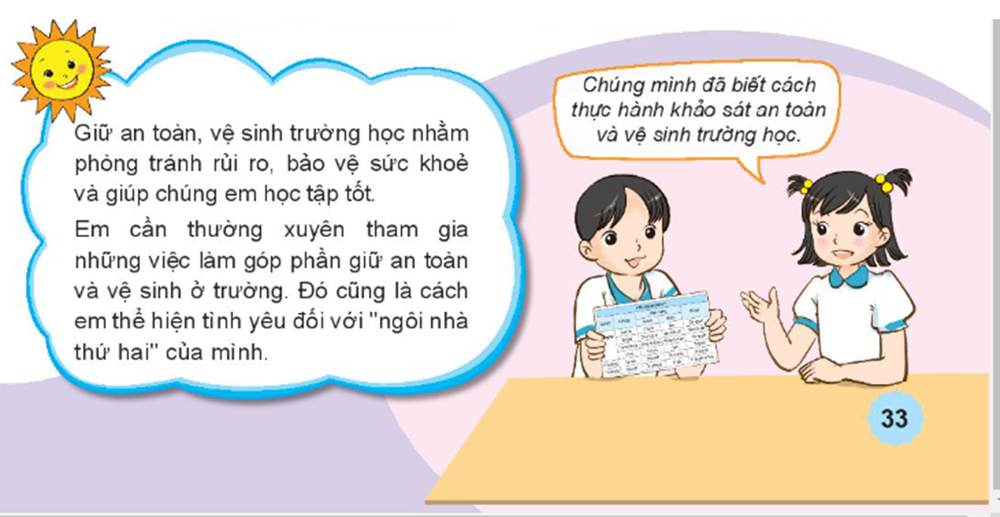 Giữ an toàn, vệ sinh trường học nhằm
phòng tránh rủi ro, bảo vệ sức khoẻ
và giúp chúng em học tập tốt.
Em cần thường xuyên tham gia
những việc làm góp phần giữ an toàn
và vệ sinh ở trường. Đó cũng là cách
em thể hiện tình yêu đối với "ngôi nhà
thứ hai" của mình.
Chúng mình đã biết cách
thực hành khảo sát an toàn
và vệ sinh trường học.
33